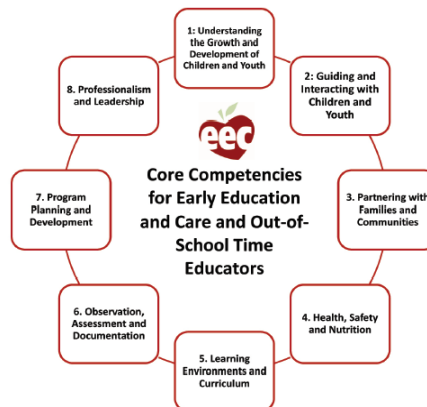 1: Understanding
the Growth and
Development of
Children and Youth
2: Guiding and
Interacting with
Children and
Youth
3. Partnering with
Families and
Communities
4. Health, Safety
and Nutrition
5. Learning
Environments and
Curriculum
6. Observation,
Assessment and
Documentation
7. Program
Planning and
Development
8. Professionalism
and Leadership
eec
Core Competencies
for Early Education
and Care and Out-of-
School Time
Educators